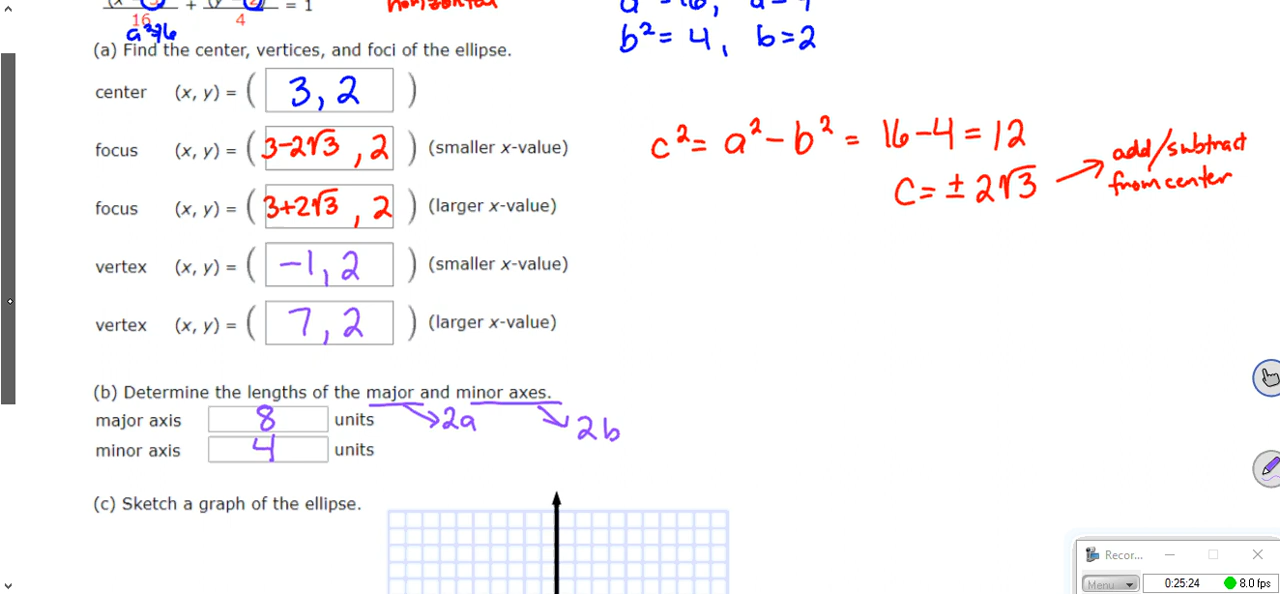 16 + 4 = 1
a²=16
a = 4
b² = 4, b = 2
(a) Find the center, vertices, and foci of the ellipse.
center (x, y) = ( 3, 2 )
focus (x, y) = ( 3-2√3, 2 ) (smaller x-value)
focus (x, y) = ( 3+2√3, 2 ) (larger x-value)
vertex (x, y) = ( -1, 2 ) (smaller x-value)
vertex (x, y) = ( 7, 2 ) (larger x-value)
c² = a² - b² = 16 - 4 = 12
c = ± 2√3
add/subtract
from center
(b) Determine the lengths of the major and minor axes.
major axis 8 units 2a
minor axis 4 units 2b
(c) Sketch a graph of the ellipse.
Recor...
Menu 0:25:24 8.0 fps